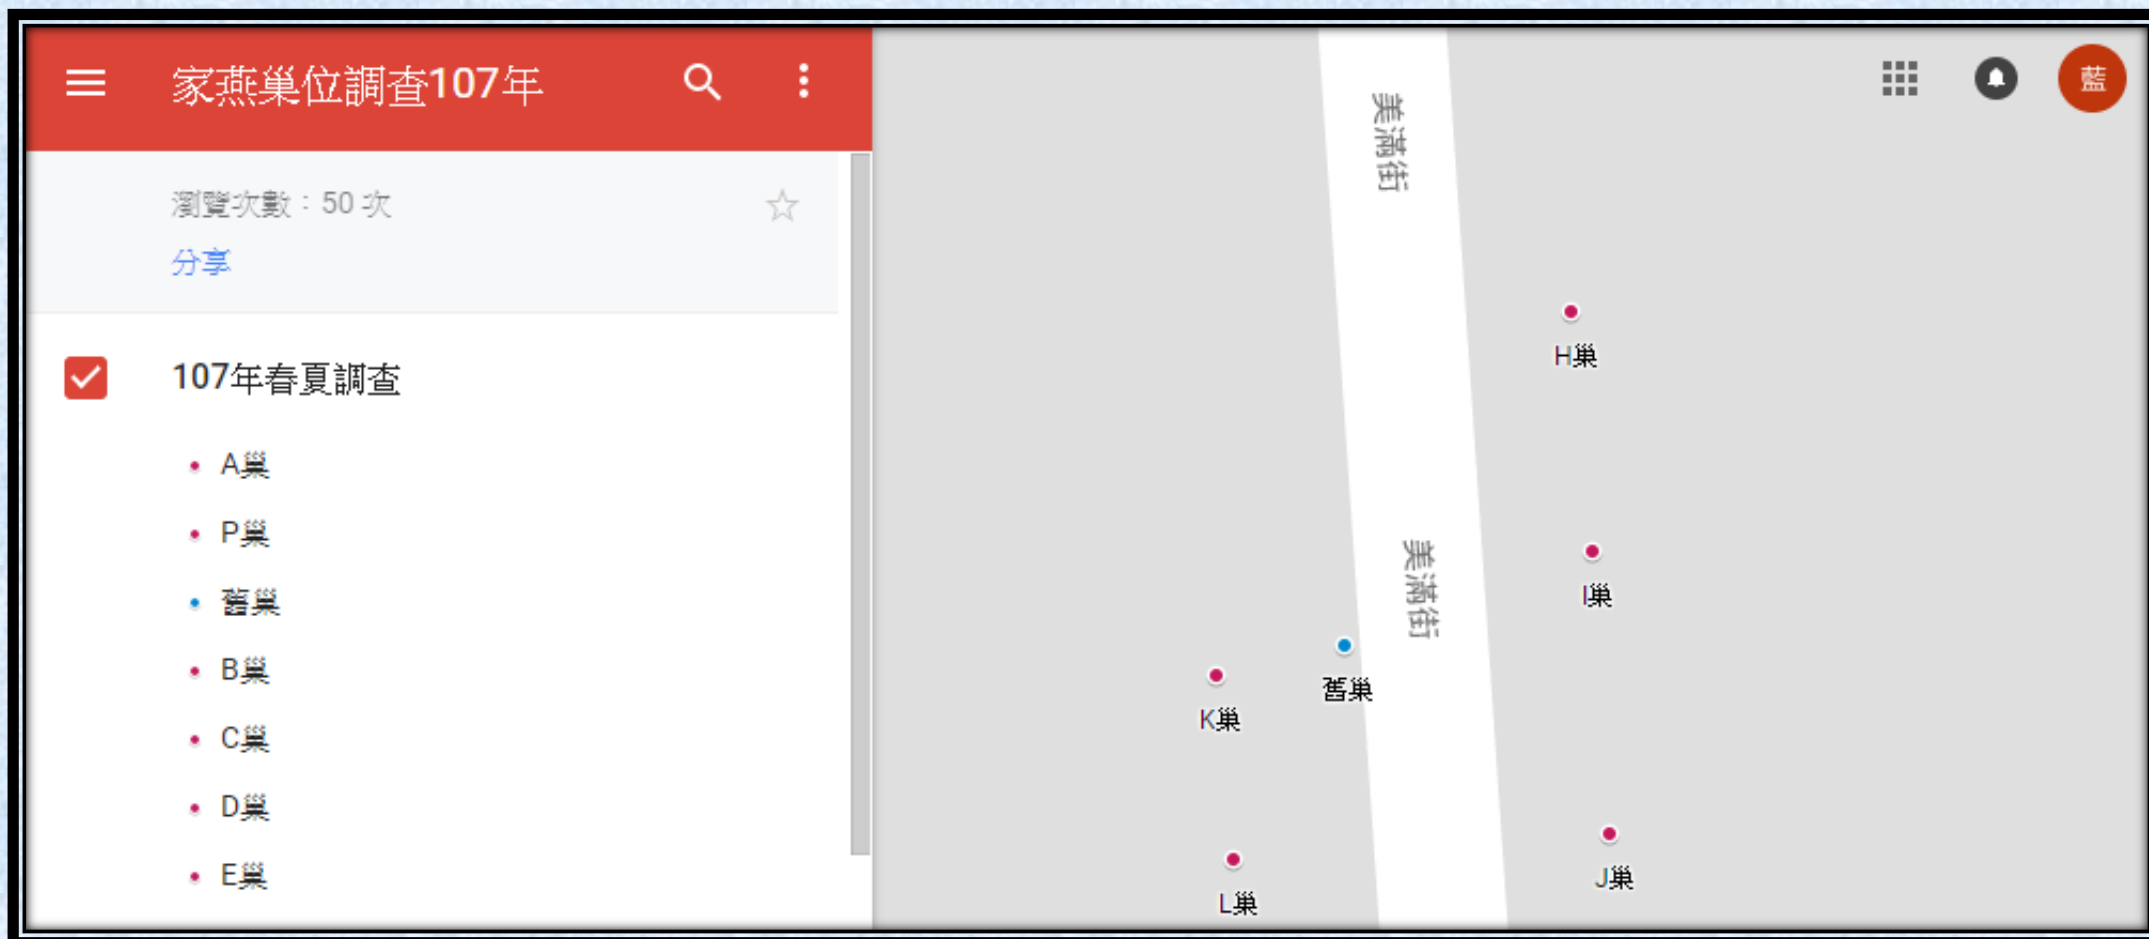 家燕巢位調查107年
瀏覽次數：50 次
分享
107年春夏調查
A巢
P巢
舊巢
B巢
C巢
D巢
E巢
美滿街
藍
H巢
美滿街
I巢
舊巢
K巢
J巢
L巢